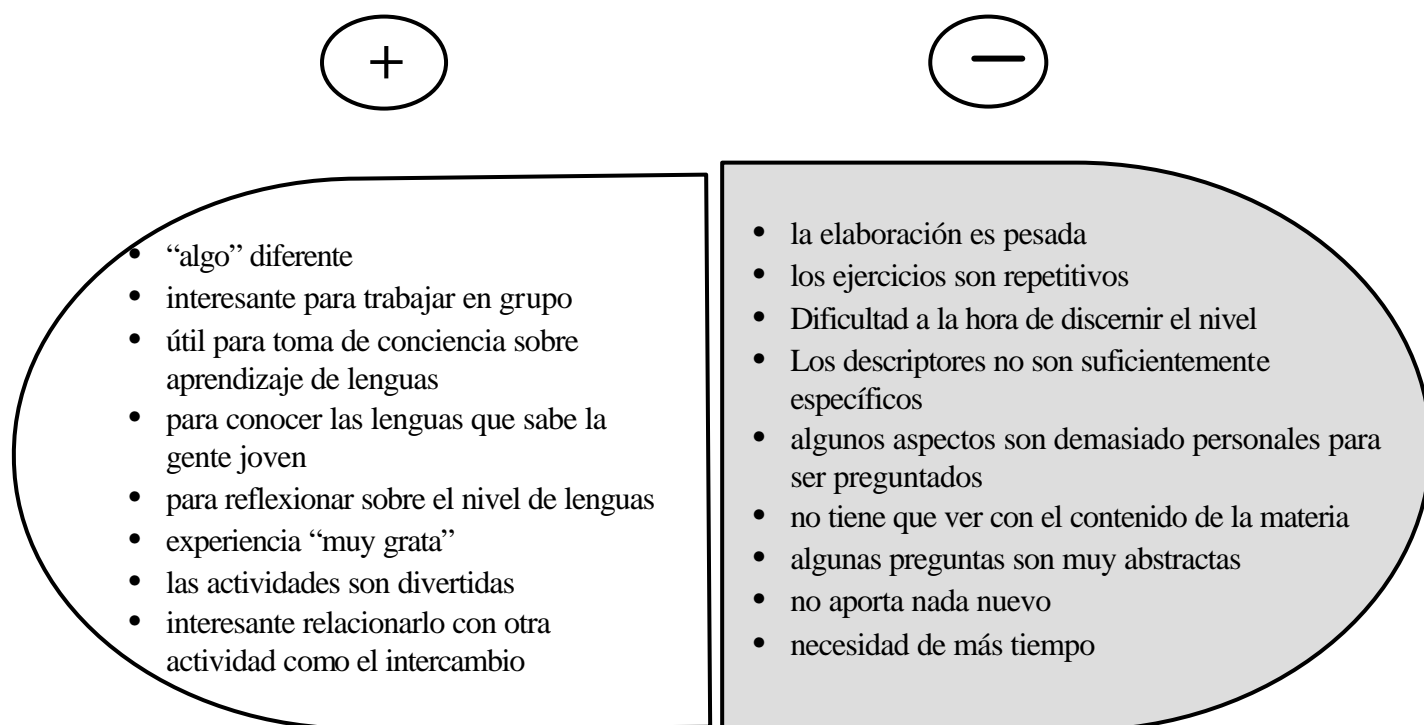 +
—
• “algo” diferente
• interesante para trabajar en grupo
• útil para toma de conciencia sobre
aprendizaje de lenguas
• para conocer las lenguas que sabe la
gente joven
• para reflexionar sobre el nivel de lenguas
• experiencia “muy grata”
• las actividades son divertidas
• interesante relacionarlo con otra
actividad como el intercambio
• la elaboración es pesada
• los ejercicios son repetitivos
• Dificultad a la hora de discernir el nivel
• Los descriptores no son suficientemente
específicos
• algunos aspectos son demasiado personales para
ser preguntados
• no tiene que ver con el contenido de la materia
• algunas preguntas son muy abstractas
• no aporta nada nuevo
• necesidad de más tiempo